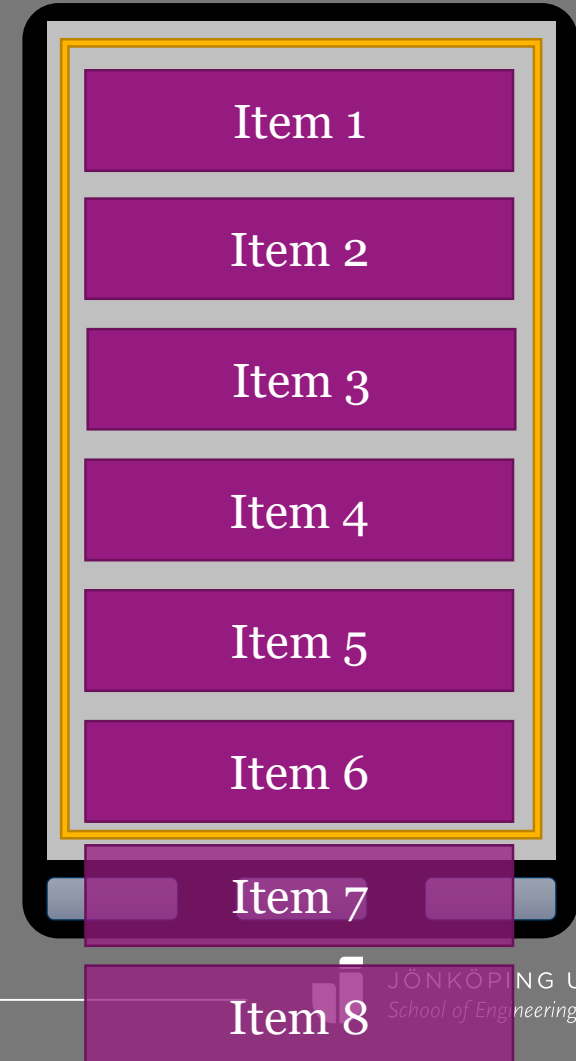 Item 1
Item 2
Item 3
Item 4
Item 5
Item 6
Item 7
Item 8
JÖNKÖPING U
School of Engineering